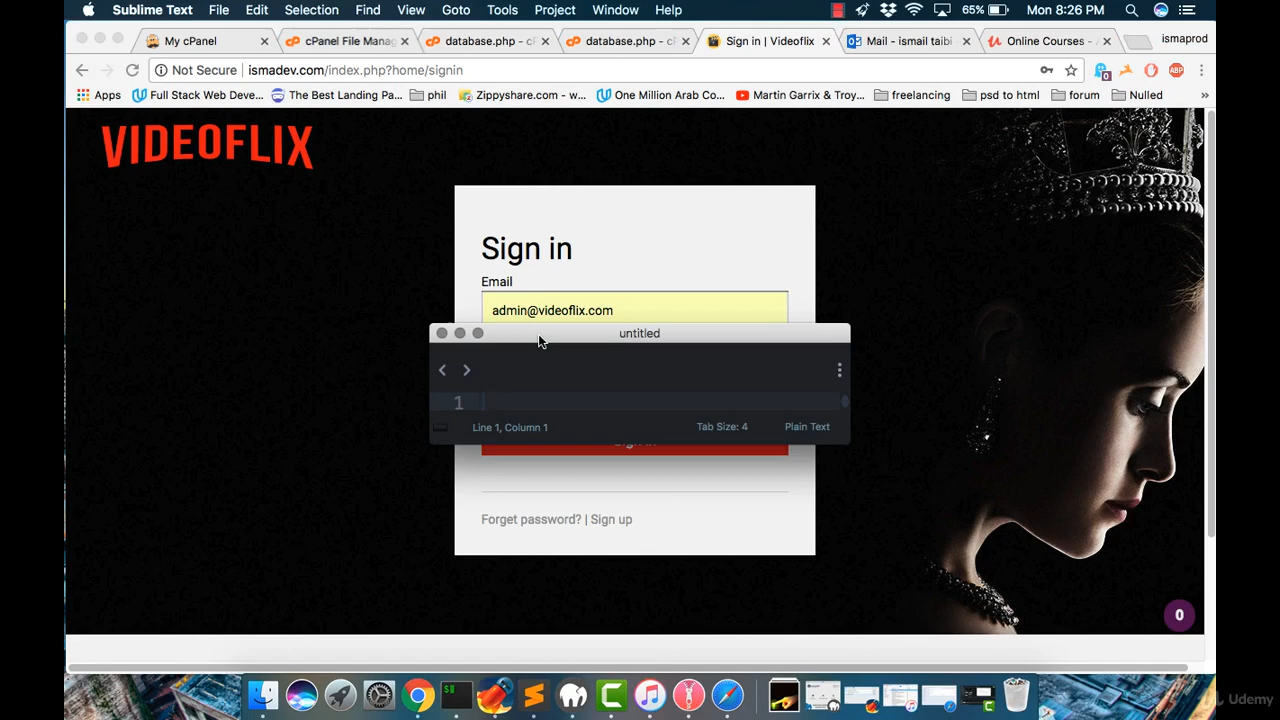 Sublime Text File Edit Selection Find View Goto Tools Project Window Help 65% Mon 8:26 PM
My cPanel cPanel File Manag database.php - cP database.php - cP Sign in | Videoflix Mail - ismail taibi Online Courses - A ismaprod
Not Secure ismadev.com/index.php?home/signin 0 ABP
Apps Full Stack Web Deve... The Best Landing Pa... phil Zippyshare.com - w... One Million Arab Co... Martin Garrix & Troy... freelancing psd to html forum Nulled »
VIDEOFLIX
Sign in
Email
admin@videoflix.com
untitled
1
Line 1, Column 1 Tab Size: 4 Plain Text
Forget password? | Sign up
0
Udemy